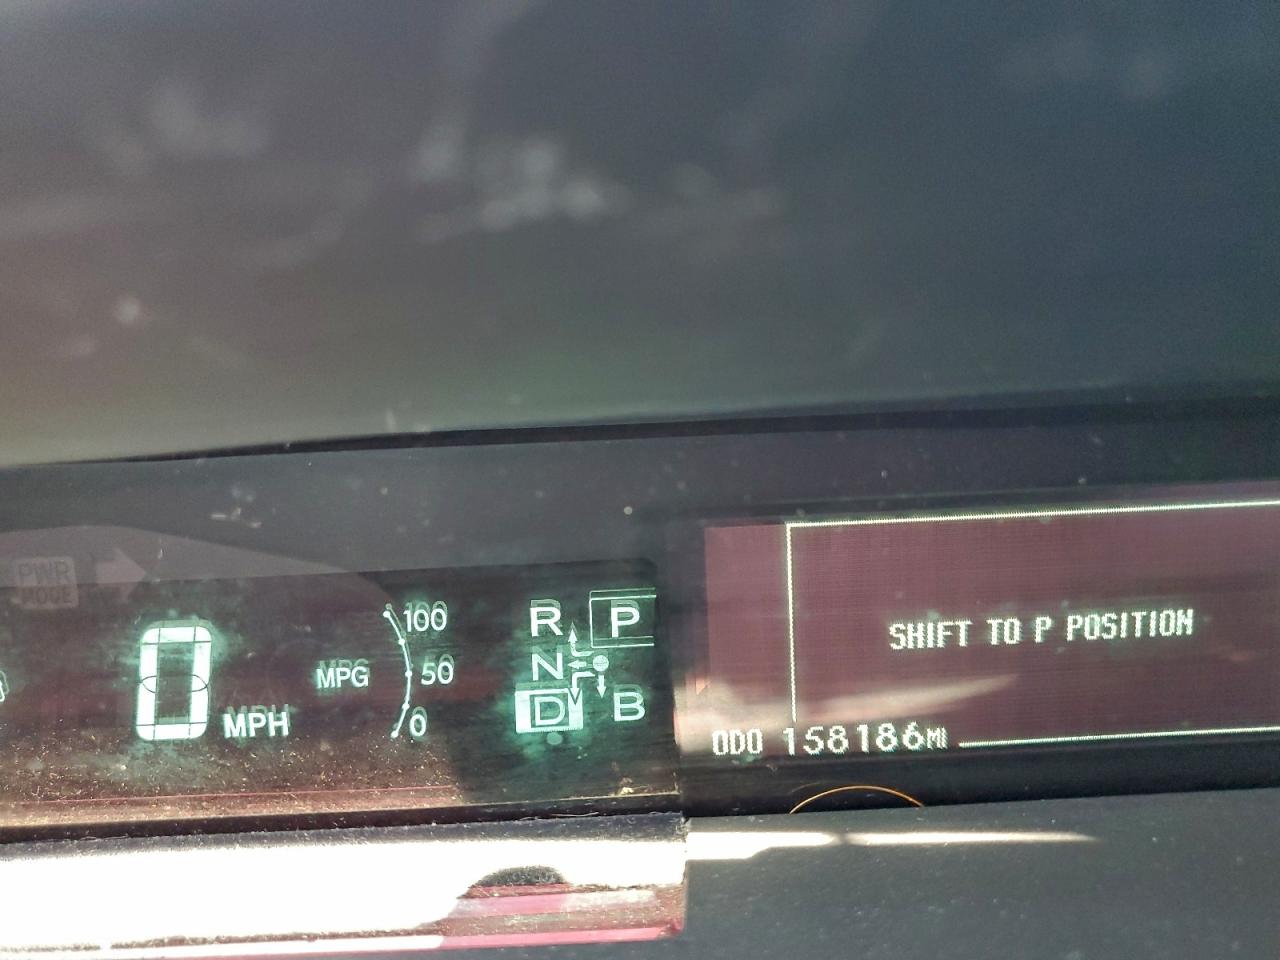 PWR
MODE
0 MPH
MPG
100
50
0
R P
N
D B
SHIFT TO P POSITION
ODO 158186MI